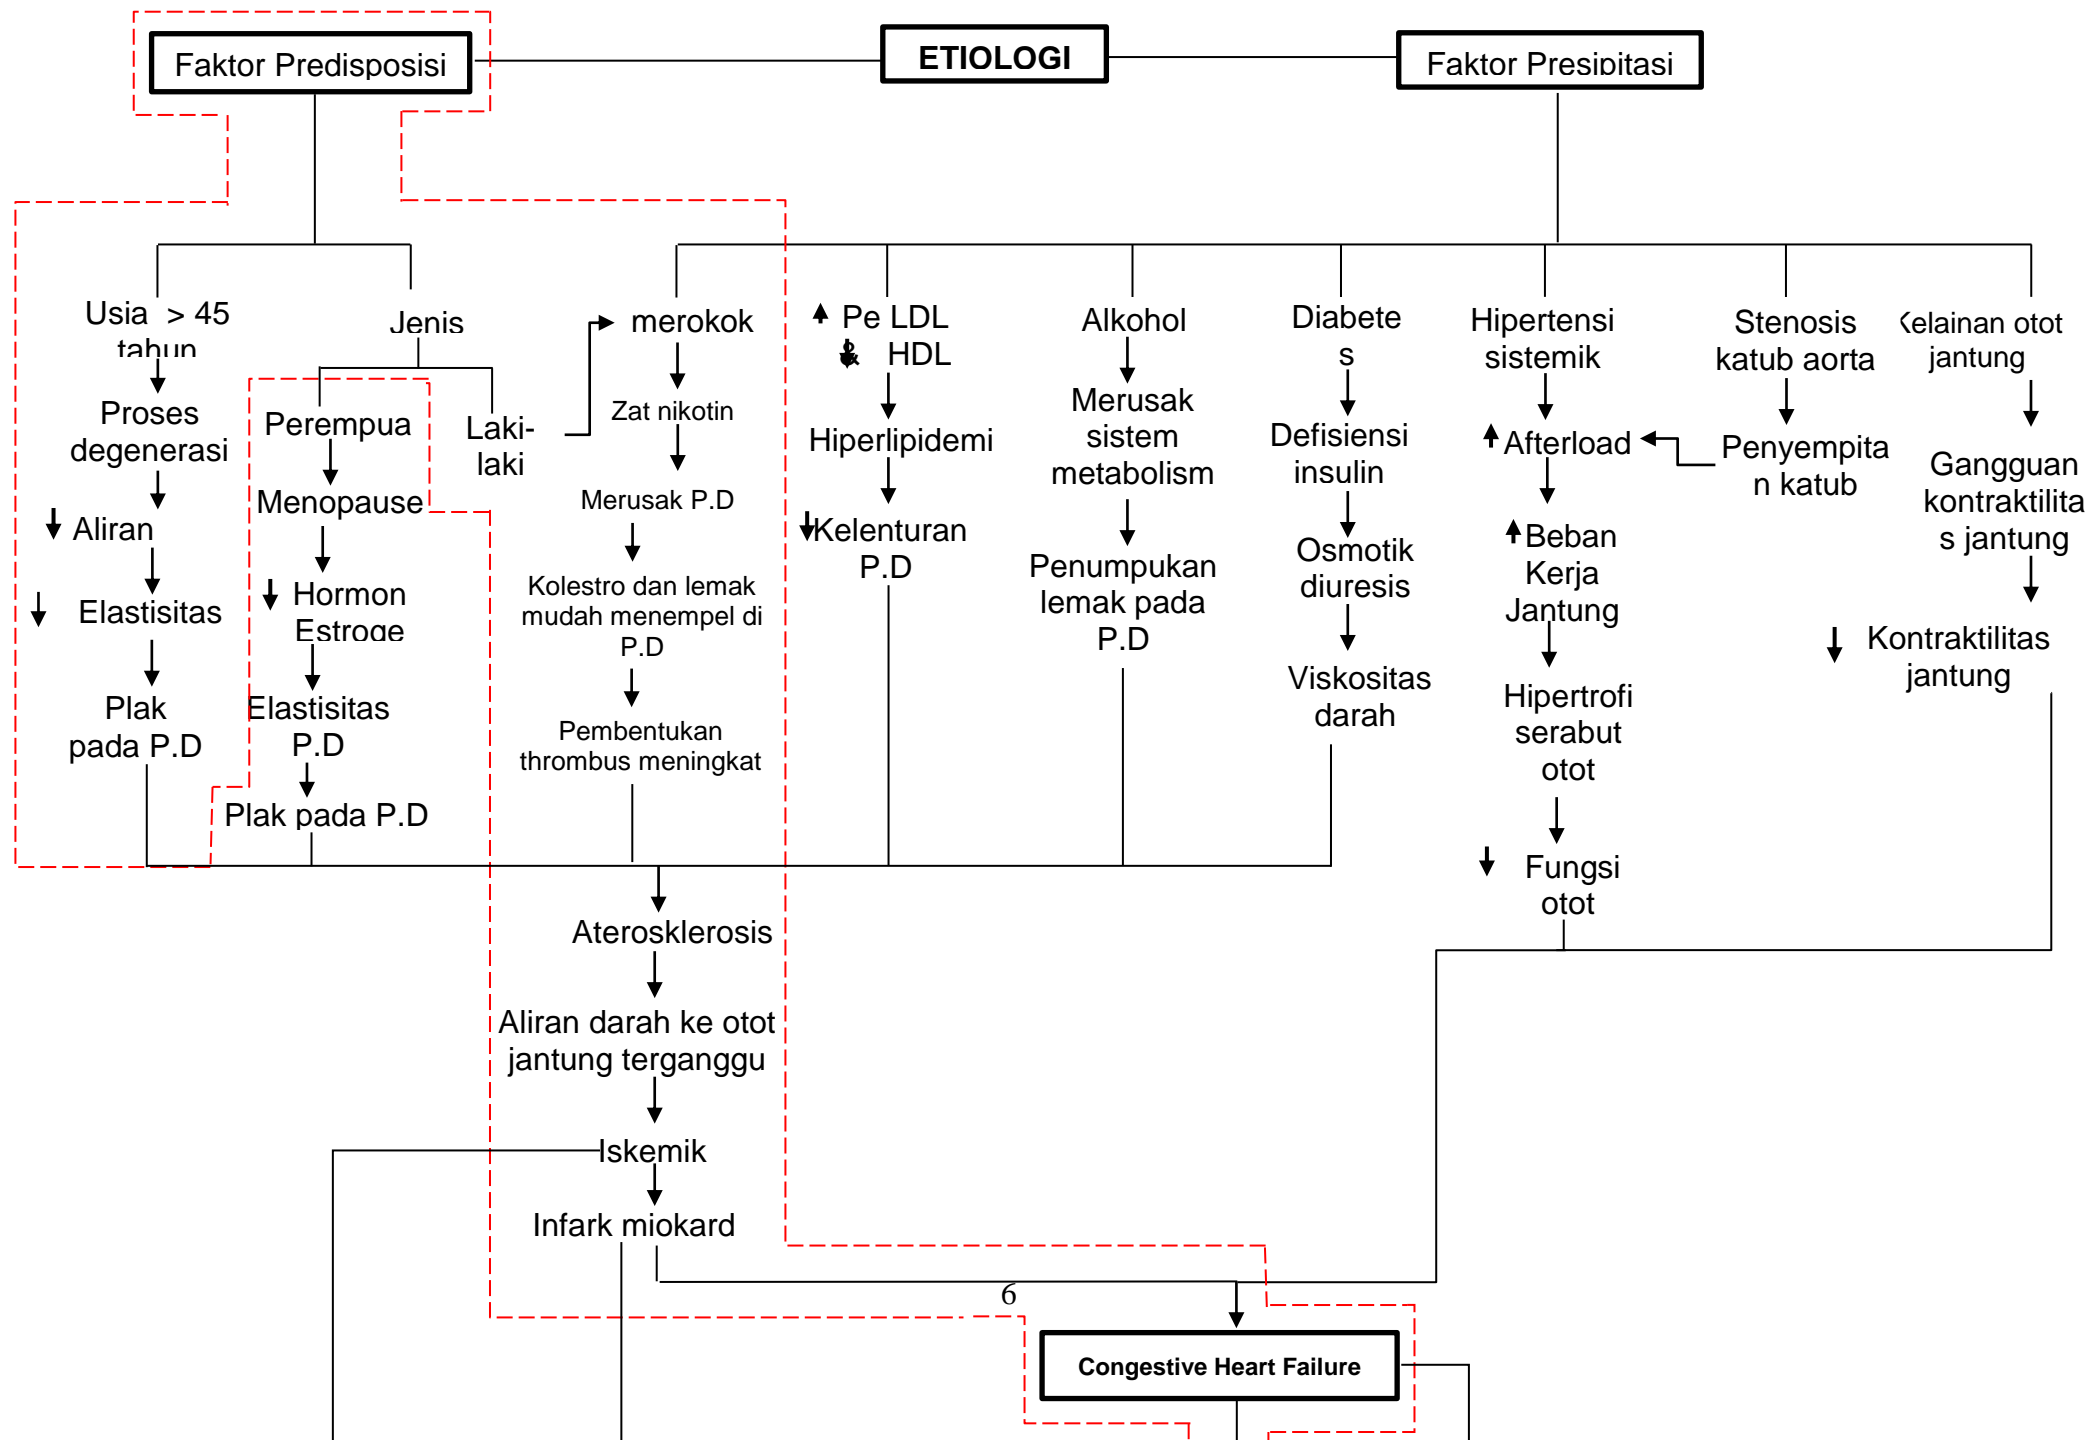 Faktor Predisposisi
ETIOLOGI
Faktor Presipitasi
Usia > 45
tahun
Proses
degenerasi
Aliran
Elastisitas
Plak
pada P.D
Jenis
Perempua
Menopause
Hormon
Estroge
Elastisitas
P.D
Plak pada P.D
Laki-
laki
merokok
Zat nikotin
Merusak P.D
Kolestro dan lemak
mudah menempel di
P.D
Pembentukan
thrombus meningkat
Pe LDL
& HDL
Hiperlipidemi
Kelenturan
P.D
Alkohol
Merusak
sistem
metabolism
Penumpukan
lemak pada
P.D
Diabete
s
Defisiensi
insulin
Osmotik
diuresis
Viskositas
darah
Hipertensi
sistemik
Afterload
Beban
Kerja
Jantung
Hipertrofi
serabut
otot
Fungsi
otot
Stenosis
katub aorta
Penyempita
n katub
Kelainan otot
jantung
Gangguan
kontraktilita
s jantung
Kontraktilitas
jantung
Aterosklerosis
Aliran darah ke otot
jantung terganggu
Iskemik
Infark miokard
6
Congestive Heart Failure